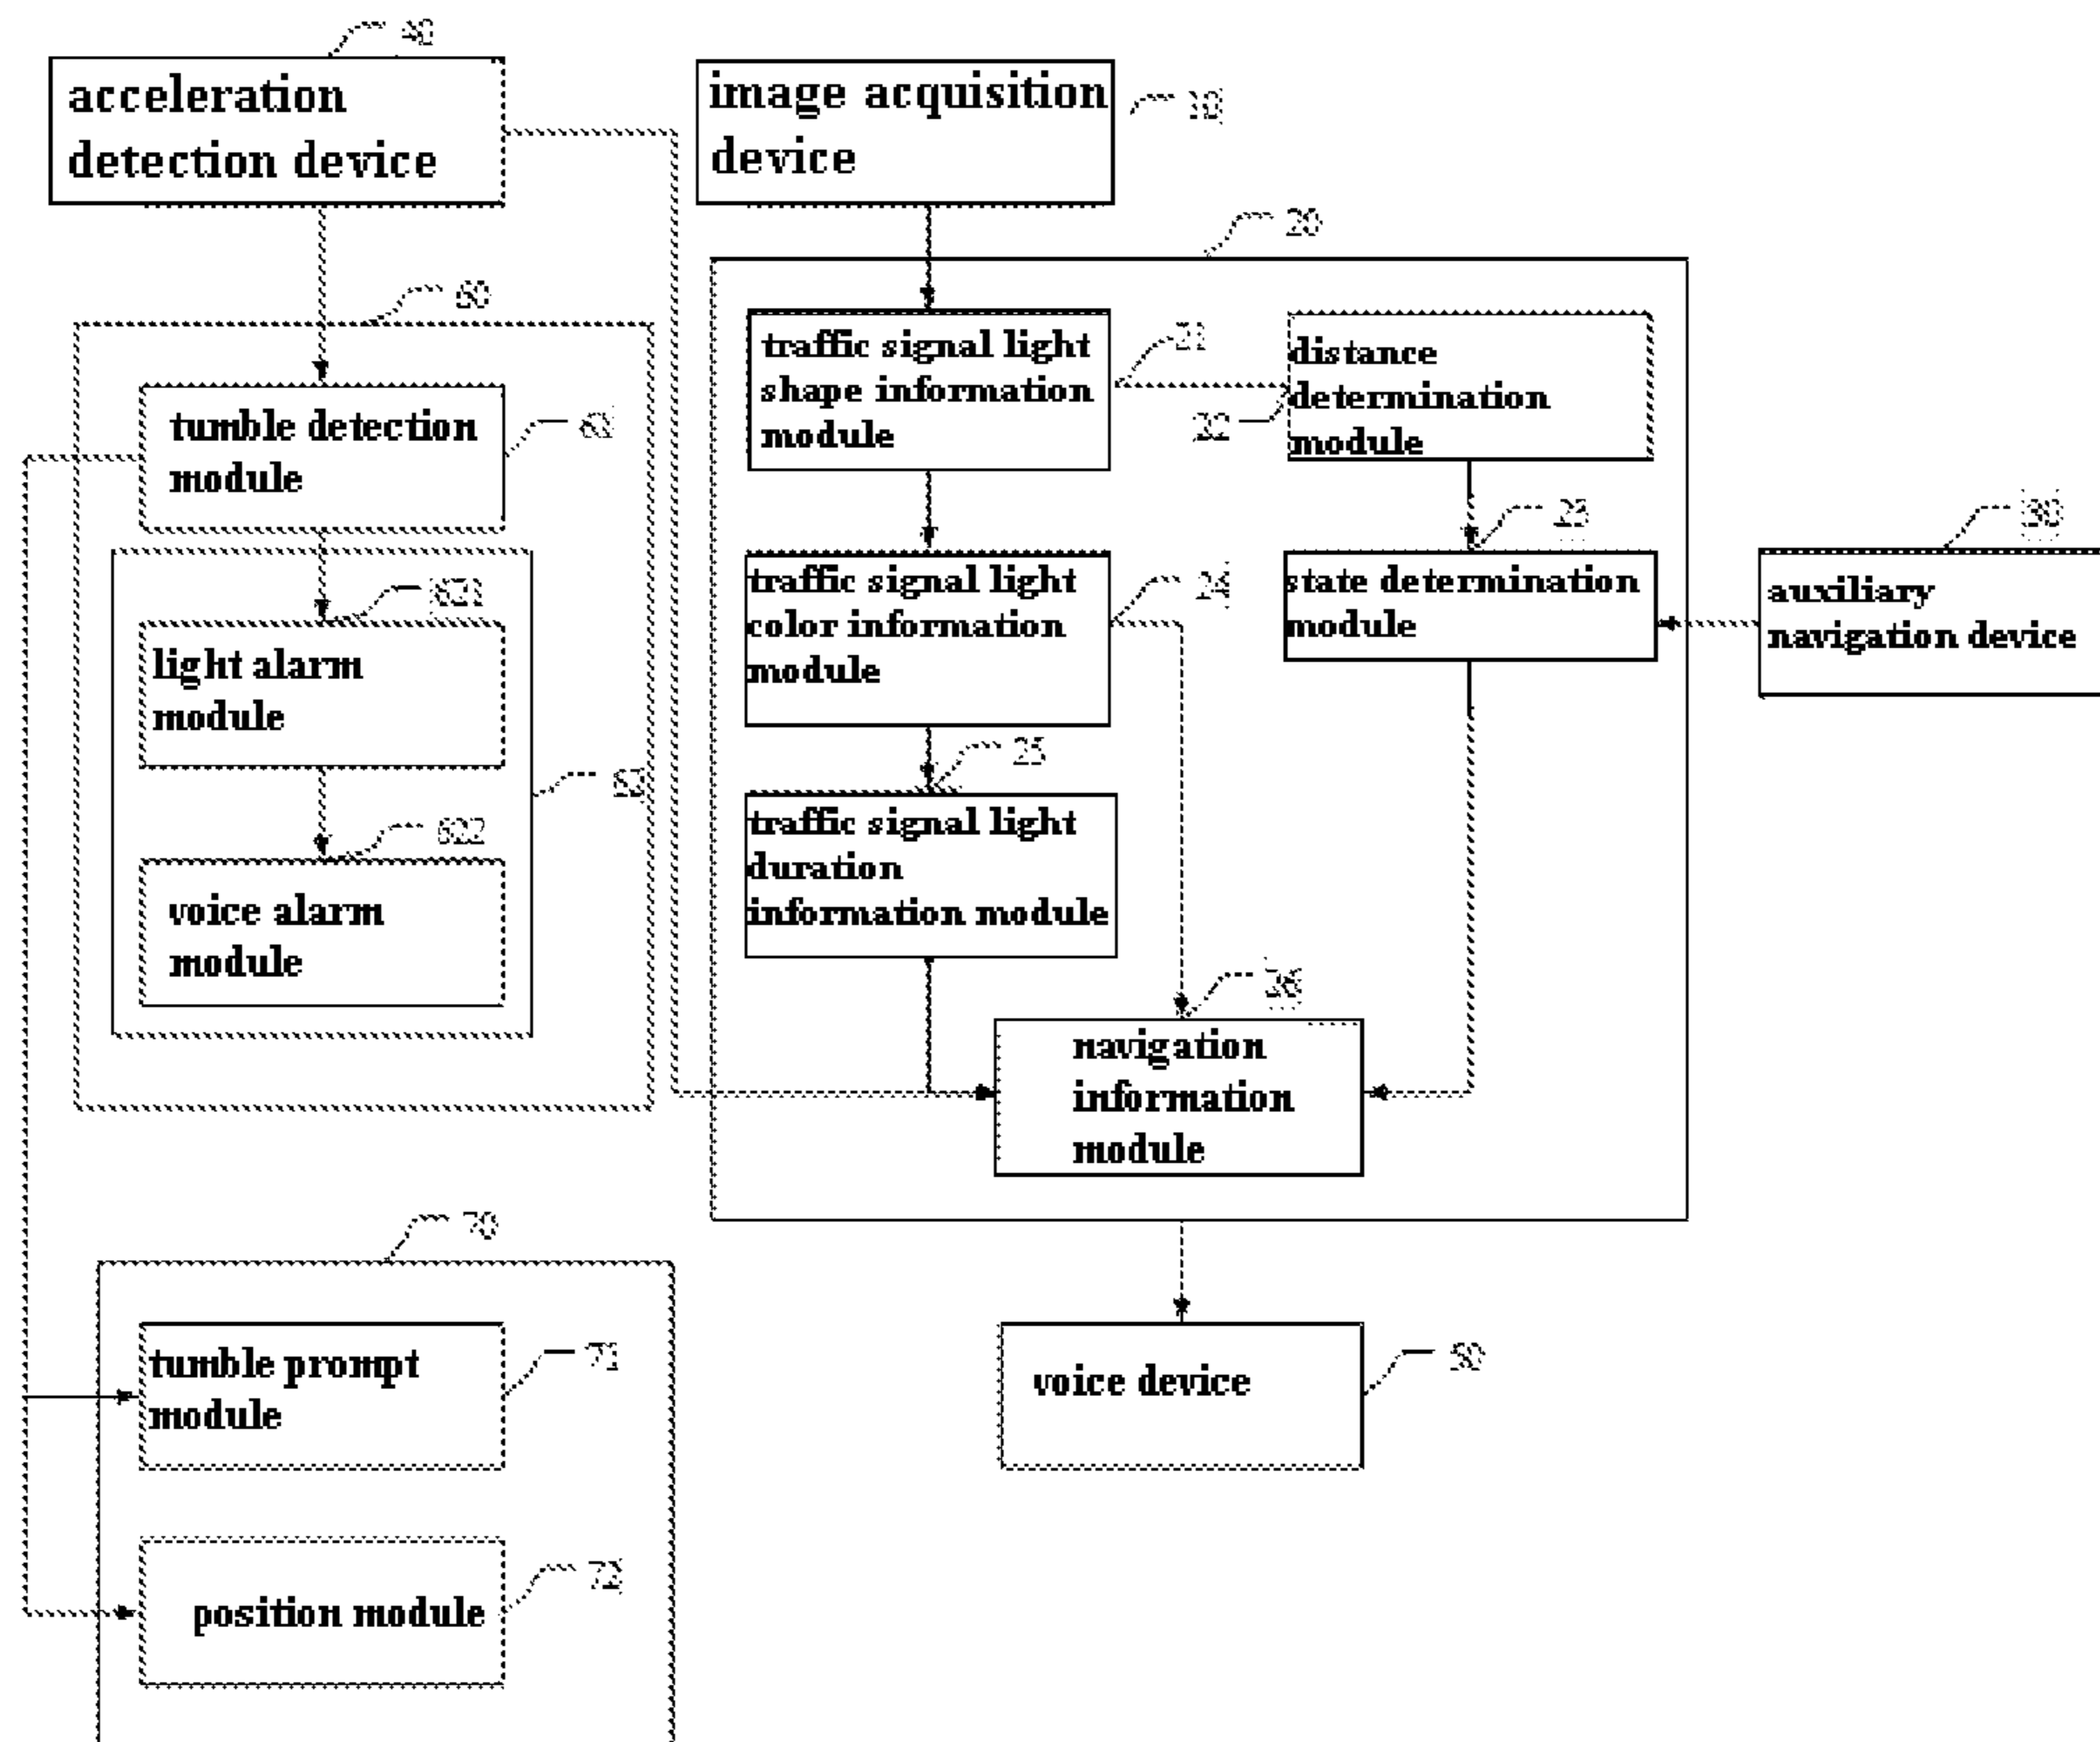 40
acceleration
detection device
image acquisition
device
10
20
60
traffic signal light
shape information
module
21
distance
determination
module
22
tumble detection
module
61
23
traffic signal light
color information
module
24
state determination
module
30
auxiliary
navigation device
621
light alarm
module
62
25
traffic signal light
duration
information module
622
voice alarm
module
26
navigation
information
module
70
tumble prompt
module
71
voice device
50
position module
72